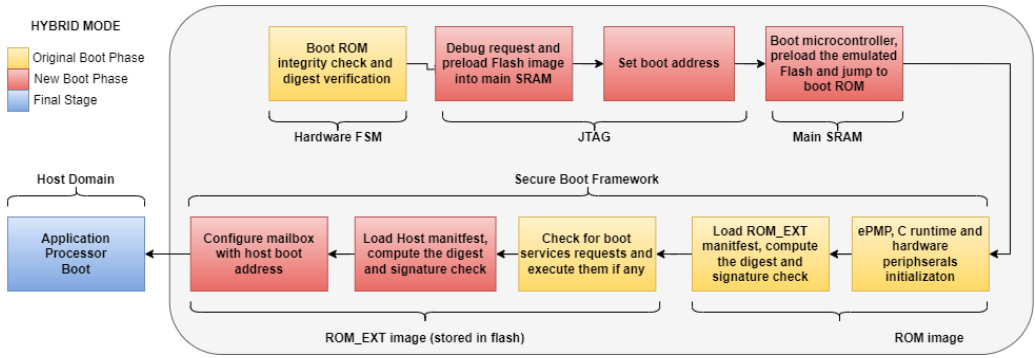 HYBRID MODE
Original Boot Phase
New Boot Phase
Final Stage
Boot ROM
integrity check and
digest verification
Debug request and
preload Flash image
into main SRAM
Set boot address
Boot microcontroller,
preload the emulated
Flash and jump to
boot ROM
Hardware FSM
JTAG
Main SRAM
Host Domain
Secure Boot Framework
Application
Processor
Boot
Configure mailbox
with host boot
address
Load Host manitfest,
compute the digest
and signature check
Check for boot
services requests and
execute them if any
Load ROM_EXT
manitfest, compute
the digest and
signature check
ePMP, C runtime and
hardware
periphserals
initializaton
ROM_EXT image (stored in flash)
ROM image